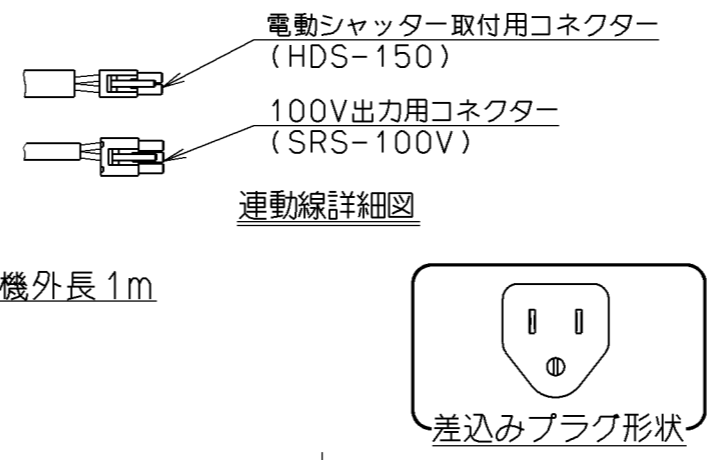 電動シャッター取付用コネクター
(HDS-150)
100V出力用コネクター
(SRS-100V)
連動線詳細図
機外長1m
差込みプラグ形状